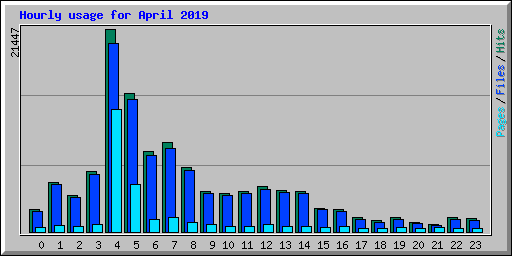 Hourly usage for April 2019
21447
Pages / Files / Hits
0 1 2 3 4 5 6 7 8 9 10 11 12 13 14 15 16 17 18 19 20 21 22 23